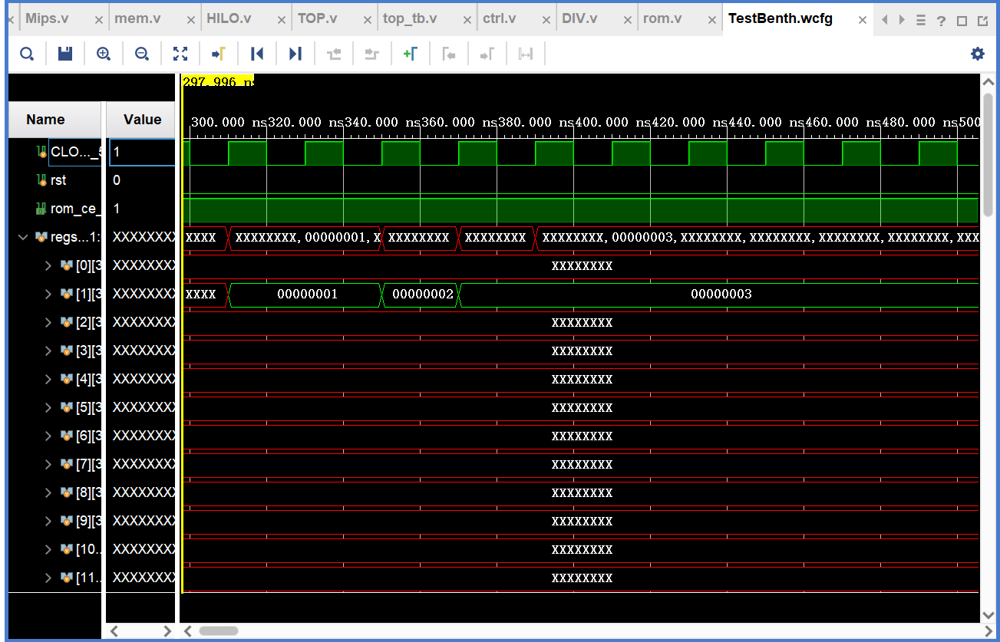 Mips.v mem.v HILO.v TOP.v top_tb.v ctrl.v DIV.v rom.v TestBenth.wcfg
297.996 ns
Name Value
300.000 ns 320.000 ns 340.000 ns 360.000 ns 380.000 ns 400.000 ns 420.000 ns 440.000 ns 460.000 ns 480.000 ns 500
CLO..._5 1
rst 0
rom_ce_ 1
regs...1: XXXXXXXX XXXX XXXXXXXX,00000001,X XXXXXXXX XXXXXXXX XXXXXXXX,00000003,XXXXXXXX,XXXXXXXX,XXXXXXXX,XXXXXXXX,XXX
[0][3 XXXXXXXX XXXXXXXX
[1][3 XXXXXXXX XXXX 00000001 00000002 00000003
[2][3 XXXXXXXX XXXXXXXX
[3][3 XXXXXXXX XXXXXXXX
[4][3 XXXXXXXX XXXXXXXX
[5][3 XXXXXXXX XXXXXXXX
[6][3 XXXXXXXX XXXXXXXX
[7][3 XXXXXXXX XXXXXXXX
[8][3 XXXXXXXX XXXXXXXX
[9][3 XXXXXXXX XXXXXXXX
[10... XXXXXXXX XXXXXXXX
[11... XXXXXXXX XXXXXXXX